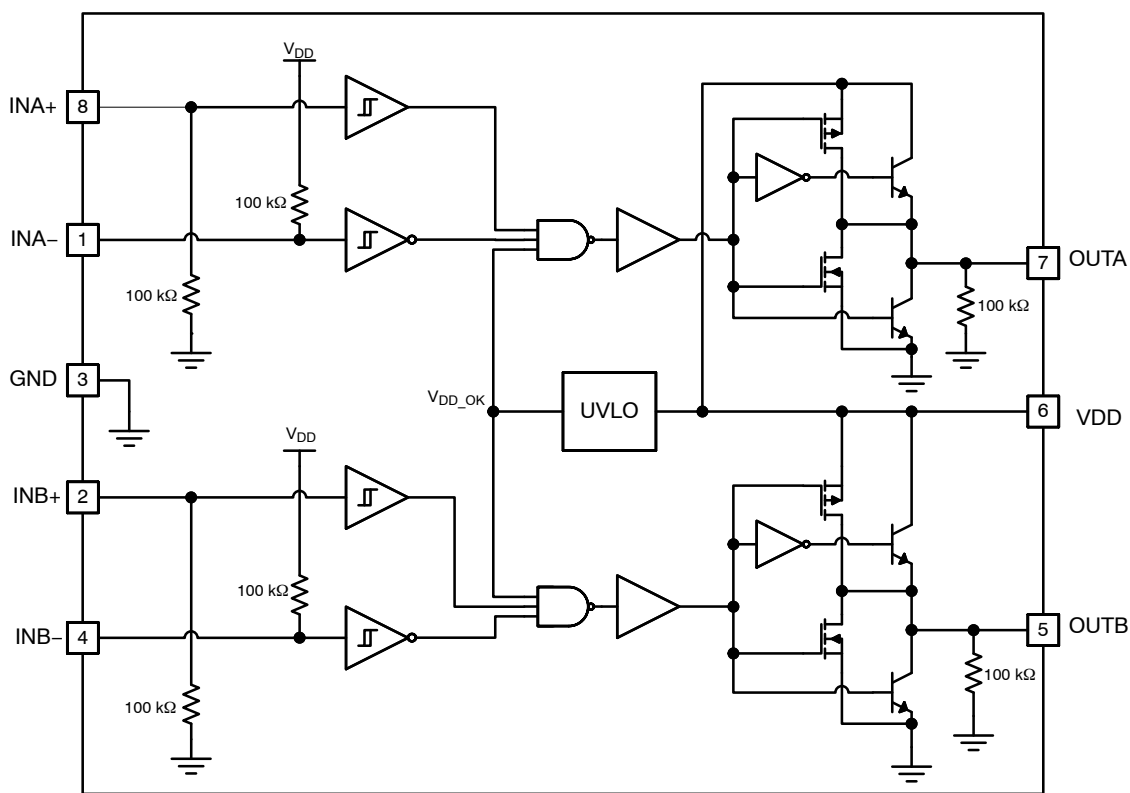 VDD
INA+
8
100 kΩ
INA−
1
100 kΩ
7
OUTA
100 kΩ
GND
3
VDD_OK
UVLO
6
VDD
VDD
INB+
2
100 kΩ
INB−
4
5
OUTB
100 kΩ
100 kΩ